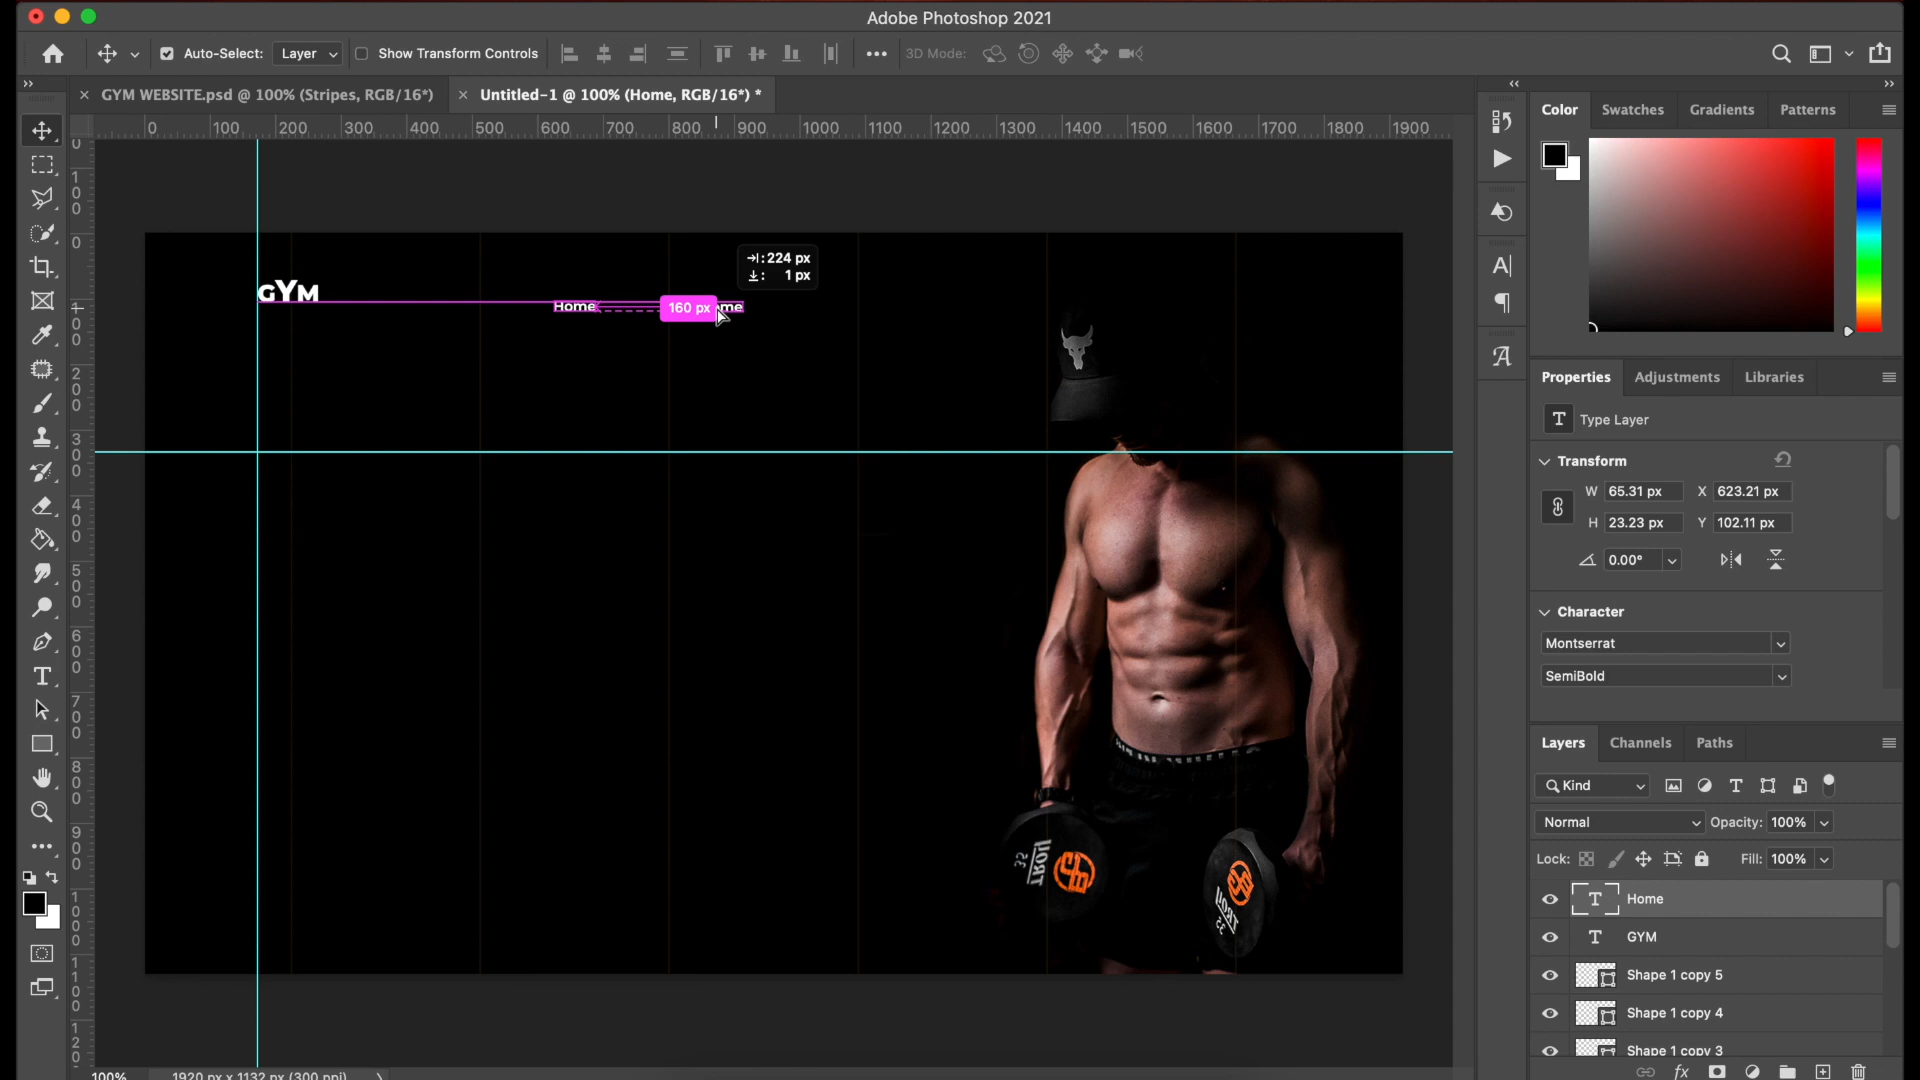 Adobe Photoshop 2021
Auto-Select: Layer Show Transform Controls 3D Mode:
GYM WEBSITE.psd @ 100% (Stripes, RGB/16*) Untitled-1 @ 100% (Home, RGB/16*) *
0 100 200 300 400 500 600 700 800 900 1000 1100 1200 1300 1400 1500 1600 1700 1800 1900
Color Swatches Gradients Patterns
GYM
Home 160 px ome
:224 px
: 1 px
Properties Adjustments Libraries
Type Layer
Transform
W 65.31 px X 623.21 px
H 23.23 px Y 102.11 px
0.00°
Character
Montserrat
SemiBold
Layers Channels Paths
Kind
Normal Opacity: 100%
Lock: Fill: 100%
Home
GYM
Shape 1 copy 5
Shape 1 copy 4
Shape 1 copy 3
fx
100% 1920 px x 1132 px (300 ppi)